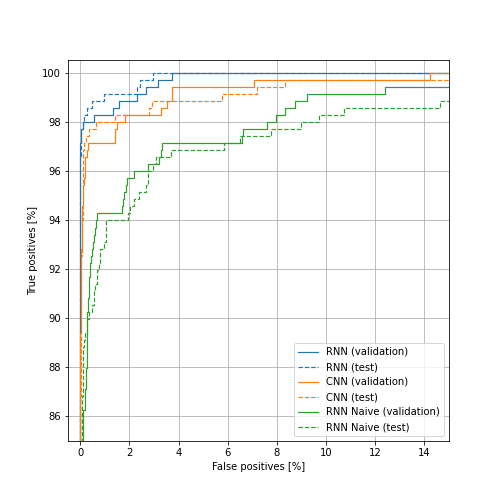 100
98
96
94
92
90
88
86
True positives [%]
0 2 4 6 8 10 12 14
False positives [%]
RNN (validation)
RNN (test)
CNN (validation)
CNN (test)
RNN Naive (validation)
RNN Naive (test)